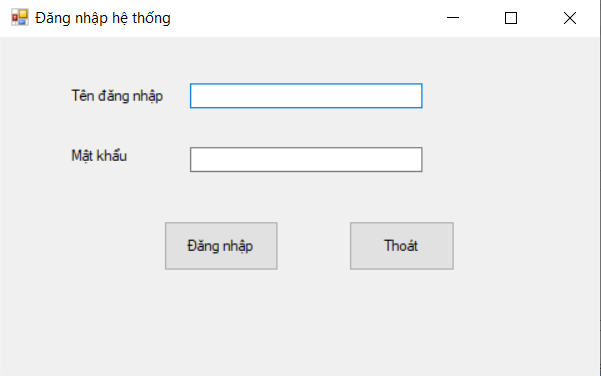 Đăng nhập hệ thống
Tên đăng nhập
Mật khẩu
Đăng nhập
Thoát